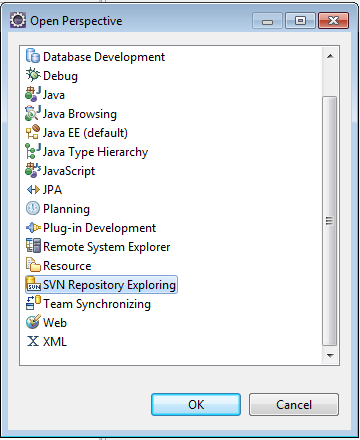 Open Perspective
Database Development
Debug
Java
Java Browsing
Java EE (default)
Java Type Hierarchy
JavaScript
JPA
Planning
Plug-in Development
Remote System Explorer
Resource
SVN Repository Exploring
Team Synchronizing
Web
XML
OK
Cancel